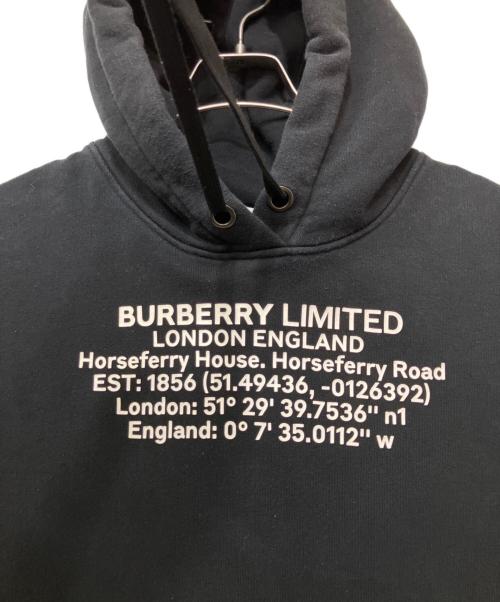 BURBERRY LIMITED
LONDON ENGLAND
Horseferry House. Horseferry Road
EST: 1856 (51.49436, -0126392)
London: 51° 29' 39.7536" n1
England: 0° 7' 35.0112" w